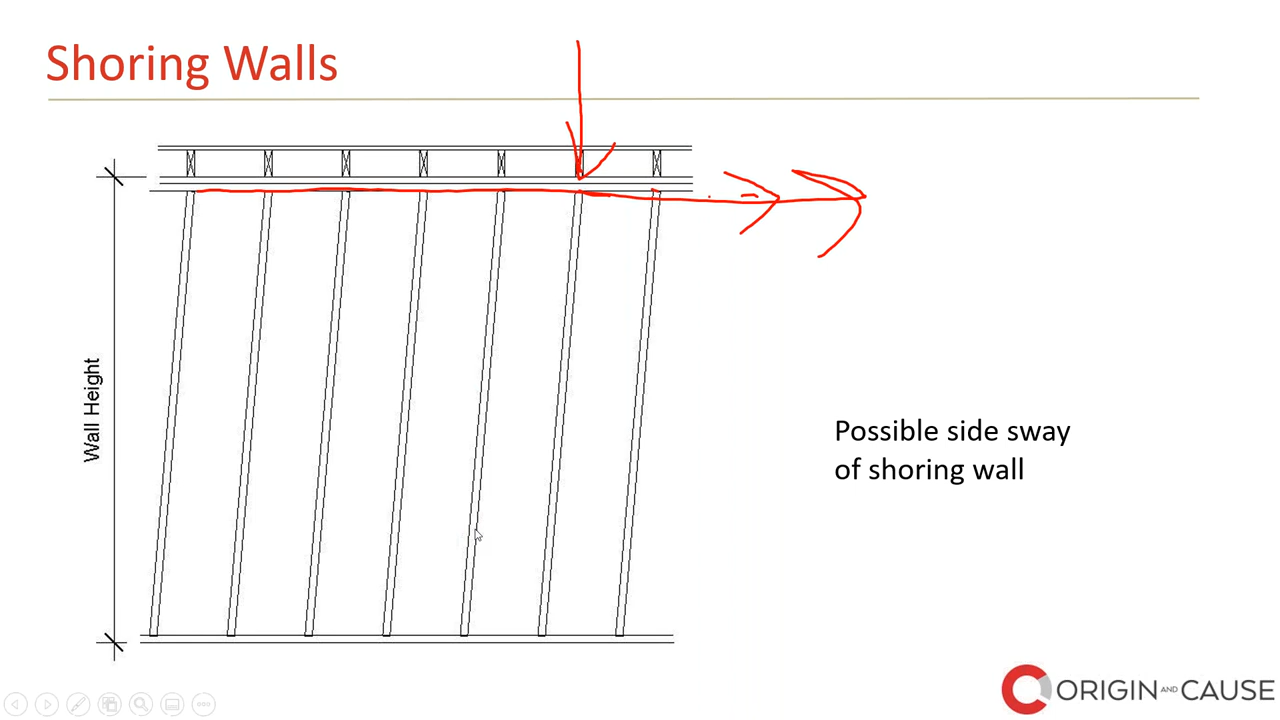 Shoring Walls
Wall Height
Possible side sway
of shoring wall
ORIGIN AND CAUSE